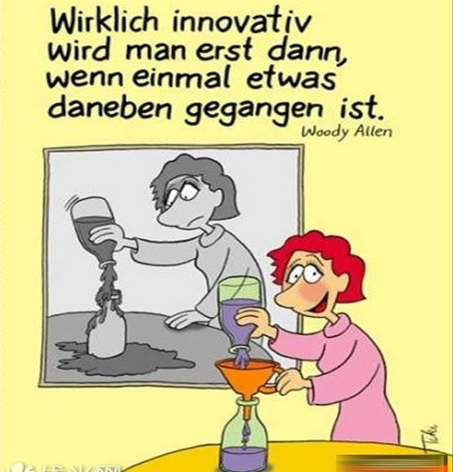 Wirklich innovativ
wird man erst dann,
wenn einmal etwas
daneben gegangen ist.
Woody Allen